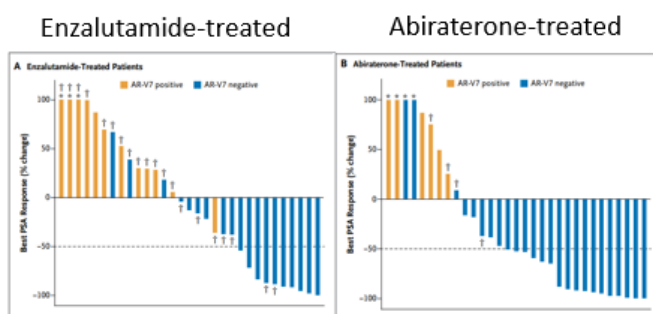 Enzalutamide-treated
Abiraterone-treated
A Enzalutamide-Treated Patients
AR-V7 positive AR-V7 negative
Best PSA Response (% change)
100
50
0
−50
−100
† † † †
* * *
† † † † † † † †
† † † † † † †
B Abiraterone-Treated Patients
AR-V7 positive AR-V7 negative
Best PSA Response (% change)
100
50
0
−50
−100
* * * *
† † †
†